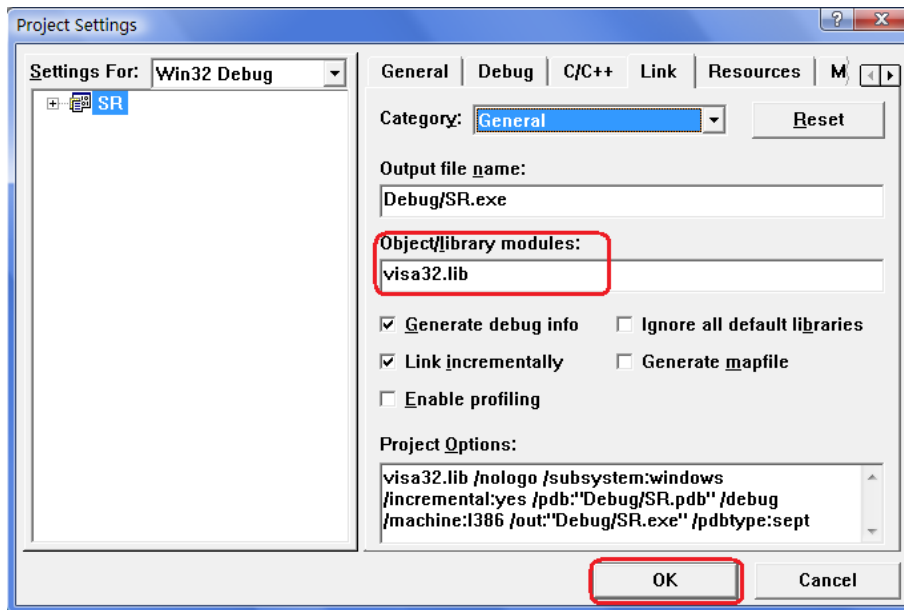 Project Settings
Settings For: Win32 Debug
SR
General Debug C/C++ Link Resources M
Category: General Reset
Output file name:
Debug/SR.exe
Object/library modules:
visa32.lib
Generate debug info Ignore all default libraries
Link incrementally Generate mapfile
Enable profiling
Project Options:
visa32.lib /nologo /subsystem:windows
/incremental:yes /pdb:"Debug/SR.pdb" /debug
/machine:I386 /out:"Debug/SR.exe" /pdbtype:sept
OK Cancel